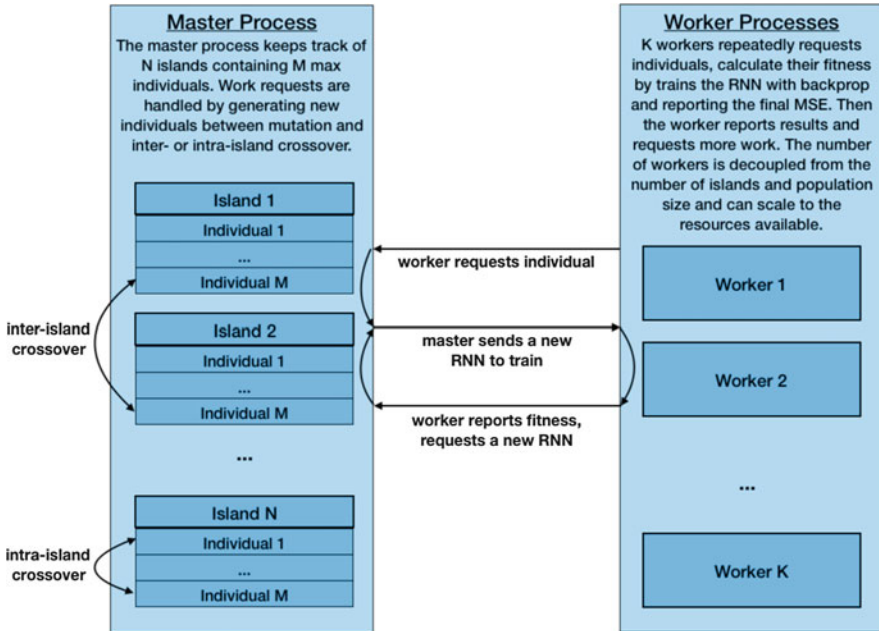 Master Process
The master process keeps track of
N islands containing M max
individuals. Work requests are
handled by generating new
individuals between mutation and
inter- or intra-island crossover.
Island 1
Individual 1
...
Individual M
Island 2
Individual 1
...
Individual M
...
Island N
Individual 1
...
Individual M
inter-island
crossover
intra-island
crossover
worker requests individual
master sends a new
RNN to train
worker reports fitness,
requests a new RNN
Worker Processes
K workers repeatedly requests
individuals, calculate their fitness
by trains the RNN with backprop
and reporting the final MSE. Then
the worker reports results and
requests more work. The number
of workers is decoupled from the
number of islands and population
size and can scale to the
resources available.
Worker 1
Worker 2
...
Worker K